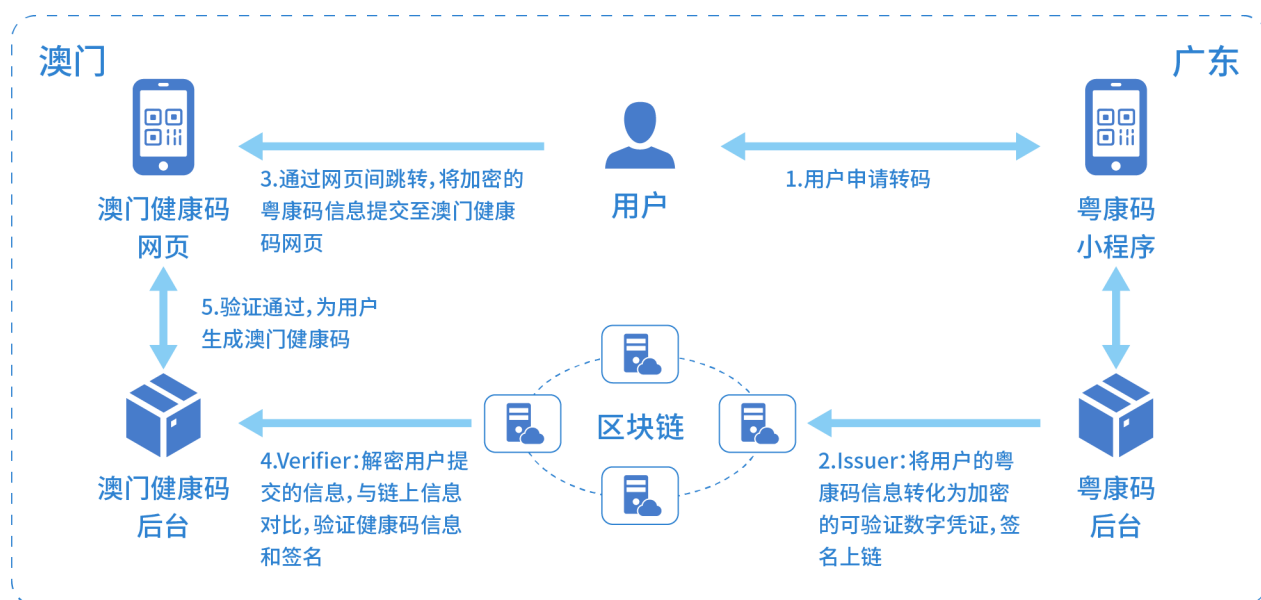 澳门
广东
3.通过网页间跳转，将加密的
粤康码信息提交至澳门健康
码网页
用户
1.用户申请转码
澳门健康码
网页
粤康码
小程序
5.验证通过，为用户
生成澳门健康码
区块链
4.Verifier：解密用户提
交的信息，与链上信息
对比，验证健康码信息
和签名
2.Issuer：将用户的粤
康码信息转化为加密
的可验证数字凭证，签
名上链
澳门健康码
后台
粤康码
后台